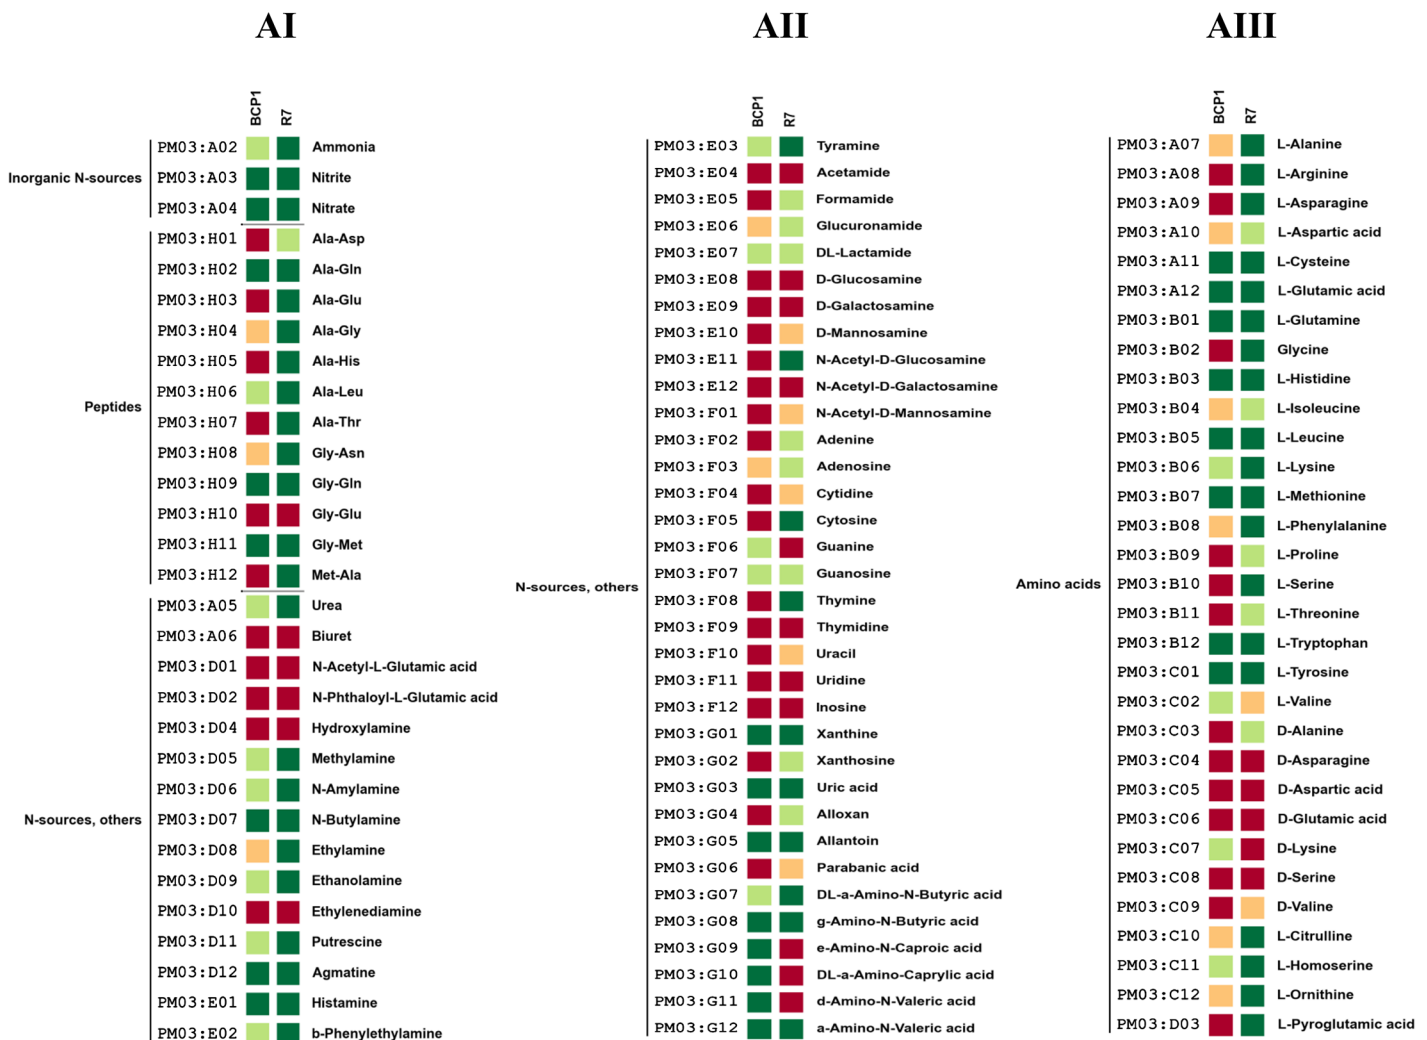 AI
BCP1 R7
Inorganic N-sources
PM03:A02 Ammonia
PM03:A03 Nitrite
PM03:A04 Nitrate
Peptides
PM03:H01 Ala-Asp
PM03:H02 Ala-Gln
PM03:H03 Ala-Glu
PM03:H04 Ala-Gly
PM03:H05 Ala-His
PM03:H06 Ala-Leu
PM03:H07 Ala-Thr
PM03:H08 Gly-Asn
PM03:H09 Gly-Gln
PM03:H10 Gly-Glu
PM03:H11 Gly-Met
PM03:H12 Met-Ala
N-sources, others
PM03:A05 Urea
PM03:A06 Biuret
PM03:D01 N-Acetyl-L-Glutamic acid
PM03:D02 N-Phthaloyl-L-Glutamic acid
PM03:D04 Hydroxylamine
PM03:D05 Methylamine
PM03:D06 N-Amylamine
PM03:D07 N-Butylamine
PM03:D08 Ethylamine
PM03:D09 Ethanolamine
PM03:D10 Ethylenediamine
PM03:D11 Putrescine
PM03:D12 Agmatine
PM03:E01 Histamine
PM03:E02 b-Phenylethylamine
AII
BCP1 R7
N-sources, others
PM03:E03 Tyramine
PM03:E04 Acetamide
PM03:E05 Formamide
PM03:E06 Glucuronamide
PM03:E07 DL-Lactamide
PM03:E08 D-Glucosamine
PM03:E09 D-Galactosamine
PM03:E10 D-Mannosamine
PM03:E11 N-Acetyl-D-Glucosamine
PM03:E12 N-Acetyl-D-Galactosamine
PM03:F01 N-Acetyl-D-Mannosamine
PM03:F02 Adenine
PM03:F03 Adenosine
PM03:F04 Cytidine
PM03:F05 Cytosine
PM03:F06 Guanine
PM03:F07 Guanosine
PM03:F08 Thymine
PM03:F09 Thymidine
PM03:F10 Uracil
PM03:F11 Uridine
PM03:F12 Inosine
PM03:G01 Xanthine
PM03:G02 Xanthosine
PM03:G03 Uric acid
PM03:G04 Alloxan
PM03:G05 Allantoin
PM03:G06 Parabanic acid
PM03:G07 DL-a-Amino-N-Butyric acid
PM03:G08 g-Amino-N-Butyric acid
PM03:G09 e-Amino-N-Caproic acid
PM03:G10 DL-a-Amino-Caprylic acid
PM03:G11 d-Amino-N-Valeric acid
PM03:G12 a-Amino-N-Valeric acid
AIII
BCP1 R7
Amino acids
PM03:A07 L-Alanine
PM03:A08 L-Arginine
PM03:A09 L-Asparagine
PM03:A10 L-Aspartic acid
PM03:A11 L-Cysteine
PM03:A12 L-Glutamic acid
PM03:B01 L-Glutamine
PM03:B02 Glycine
PM03:B03 L-Histidine
PM03:B04 L-Isoleucine
PM03:B05 L-Leucine
PM03:B06 L-Lysine
PM03:B07 L-Methionine
PM03:B08 L-Phenylalanine
PM03:B09 L-Proline
PM03:B10 L-Serine
PM03:B11 L-Threonine
PM03:B12 L-Tryptophan
PM03:C01 L-Tyrosine
PM03:C02 L-Valine
PM03:C03 D-Alanine
PM03:C04 D-Asparagine
PM03:C05 D-Aspartic acid
PM03:C06 D-Glutamic acid
PM03:C07 D-Lysine
PM03:C08 D-Serine
PM03:C09 D-Valine
PM03:C10 L-Citrulline
PM03:C11 L-Homoserine
PM03:C12 L-Ornithine
PM03:D03 L-Pyroglutamic acid